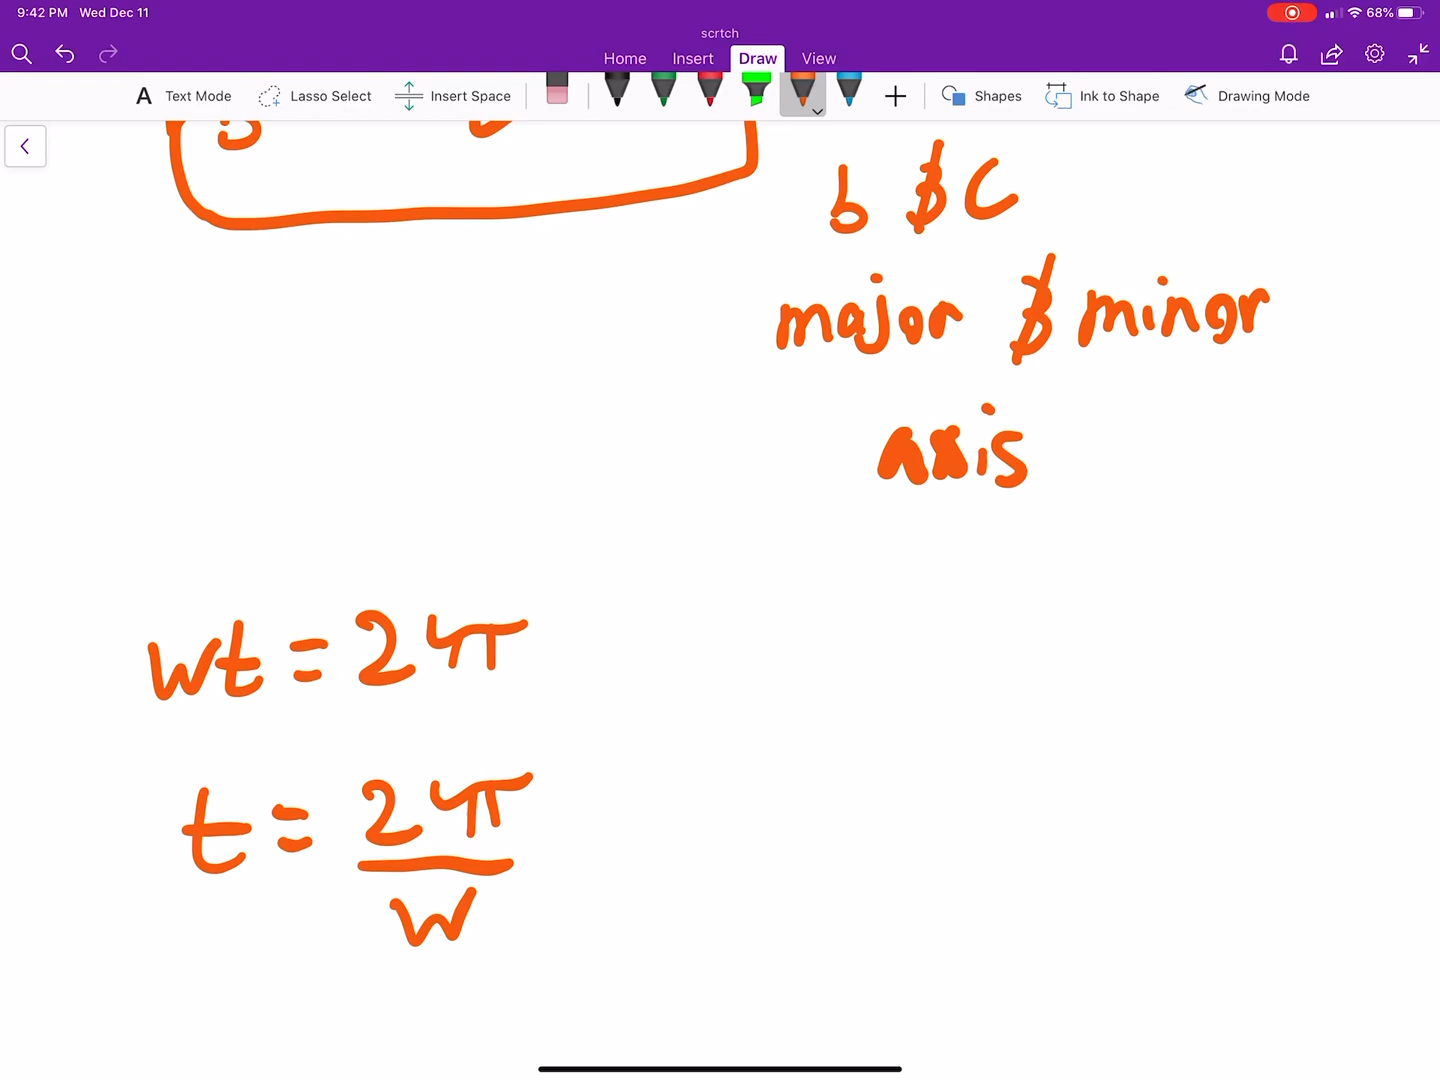 9:42 PM Wed Dec 11
68%
scrtch
Home Insert Draw View
A Text Mode Lasso Select Insert Space Shapes Ink to Shape Drawing Mode
b $ C
major $ minor
axis
wt = 2π
t = 2π
w